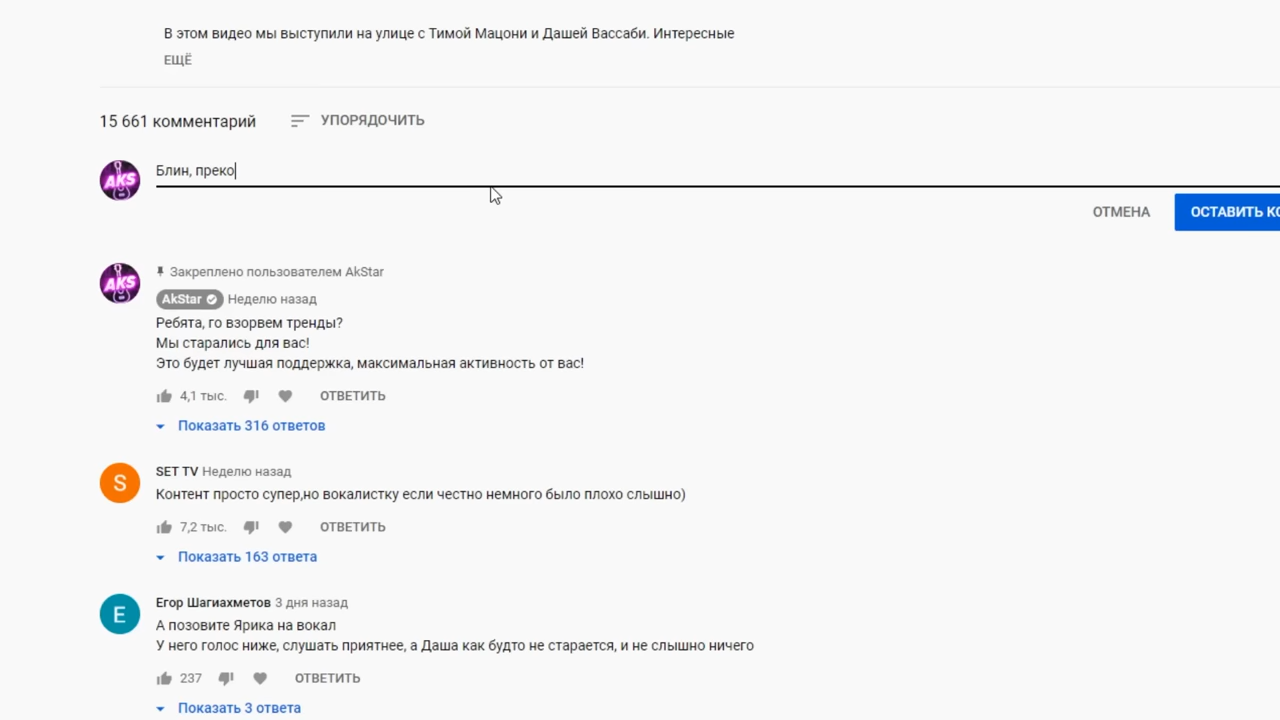 В этом видео мы выступили на улице с Тимой Мацони и Дашей Вассаби. Интересные
ЕЩЁ
15 661 комментарий
УПОРЯДОЧИТЬ
AKS
Блин, преко
ОТМЕНА
ОСТАВИТЬ КО
AKS
Закреплено пользователем AkStar
AkStar Неделю назад
Ребята, го взорвем тренды?
Мы старались для вас!
Это будет лучшая поддержка, максимальная активность от вас!
4,1 тыс. ОТВЕТИТЬ
Показать 316 ответов
S
SET TV Неделю назад
Контент просто супер,но вокалистку если честно немного было плохо слышно)
7,2 тыс. ОТВЕТИТЬ
Показать 163 ответа
Е
Егор Шагиахметов 3 дня назад
А позовите Ярика на вокал
У него голос ниже, слушать приятнее, а Даша как будто не старается, и не слышно ничего
237 ОТВЕТИТЬ
Показать 3 ответа